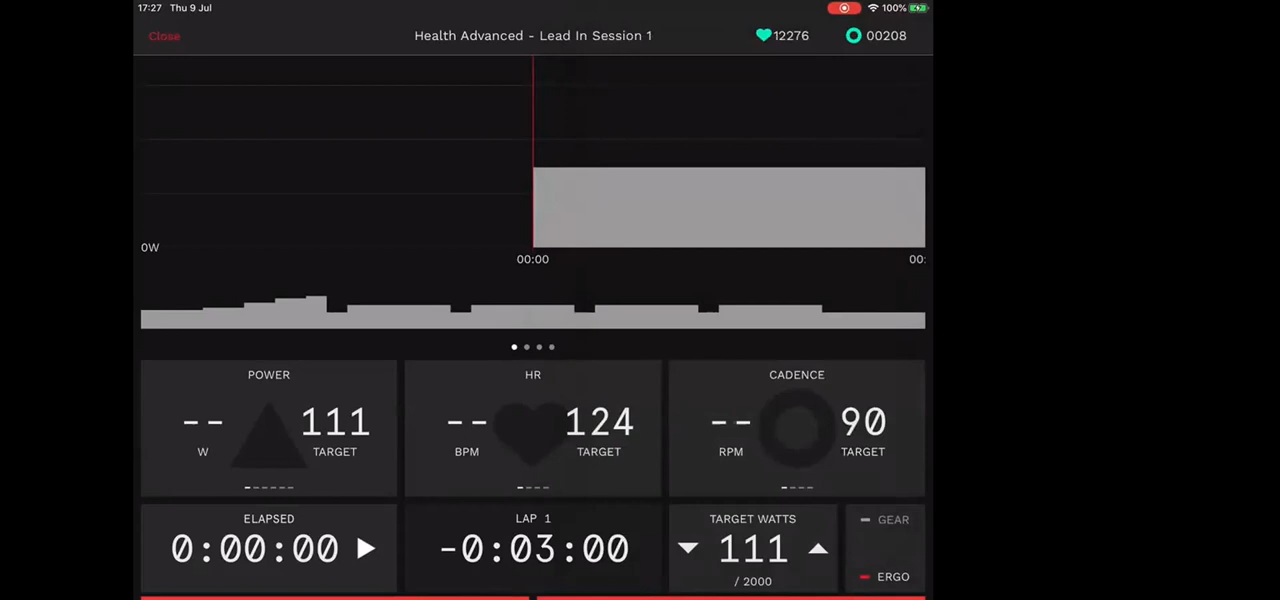 17:27 Thu 9 Jul 100%
Close Health Advanced - Lead In Session 1 12276 00208
0W
00:00 00:
POWER HR CADENCE
-- 111 -- 124 -- 90
W TARGET BPM TARGET RPM TARGET
ELAPSED LAP 1 TARGET WATTS GEAR
0:00:00 -0:03:00 111
/ 2000 ERGO